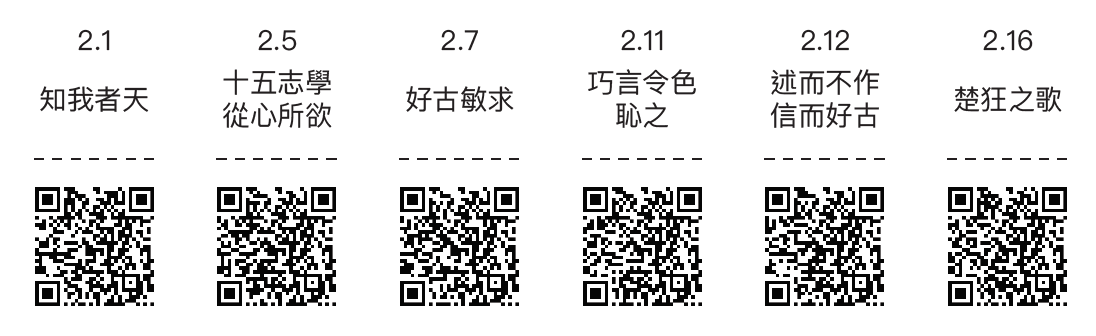 2.1
知我者天
2.5
十五志學
從心所欲
2.7
好古敏求
2.11
巧言令色
恥之
2.12
述而不作
信而好古
2.16
楚狂之歌